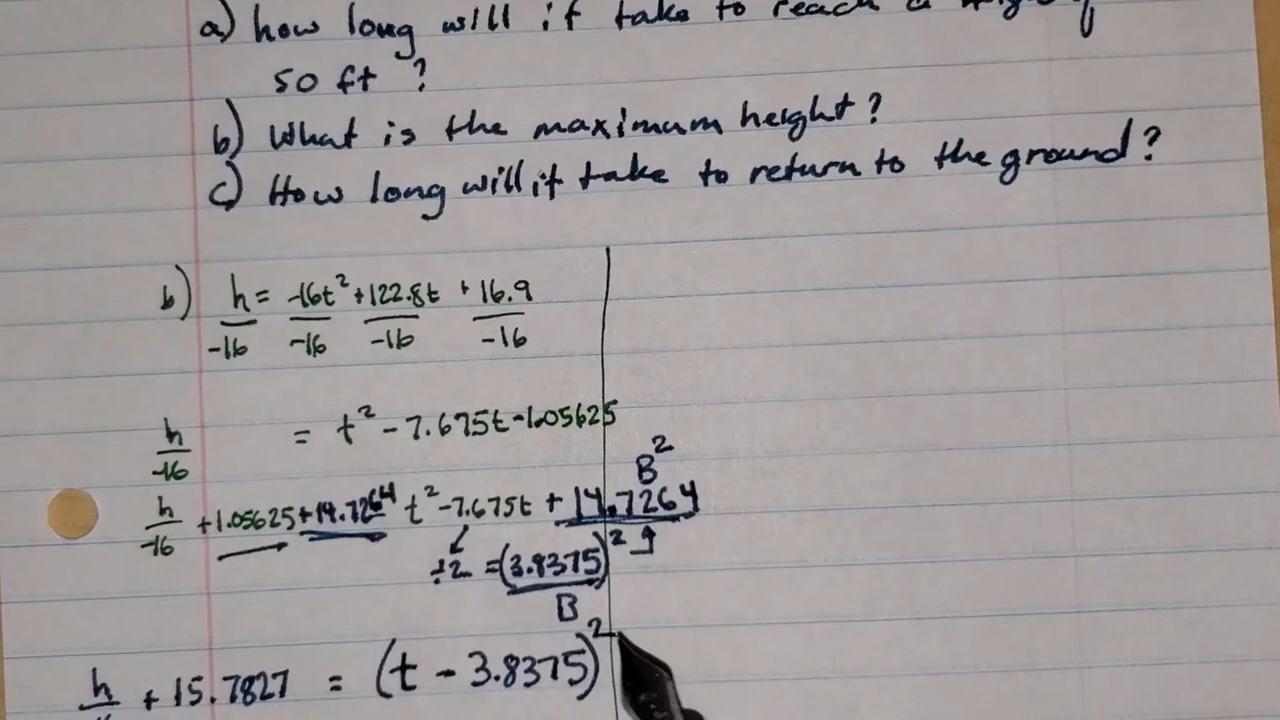 a) how long will it take to reach a
50 ft ?
b) What is the maximum height?
c) How long will it take to return to the ground?
b) h = -16t² + 122.8t + 16.9
-16 -16 -16 -16
h/-16 = t² - 7.675t - 1.05625
B²
h/-16 + 1.05625 + 14.7264 t² - 7.675t + 14.7264
÷2 = (3.8375)²
B
h + 15.7827 = (t - 3.8375)²